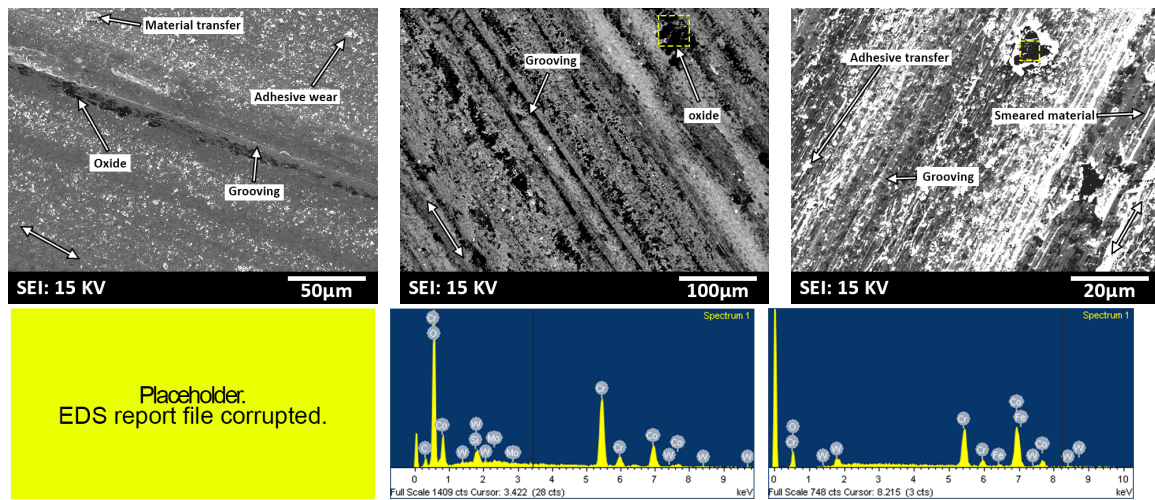 Material transfer
Adhesive wear
Oxide
Grooving
SEI: 15 KV
50µm
Grooving
oxide
SEI: 15 KV
100µm
Adhesive transfer
Smeared material
Grooving
SEI: 15 KV
20µm
Placeholder.
EDS report file corrupted.
Spectrum 1
Cr
O
C
Co
W
W
Si
W
Mo
Mo
Cr
Cr
Co
W
Co
W
W
0 1 2 3 4 5 6 7 8 9
Full Scale 1409 cts Cursor: 3.422 (28 cts)
keV
Spectrum 1
O
Cr
W
W
Cr
Cr
Fe
Co
Fe
W
Co
W
W
0 1 2 3 4 5 6 7 8 9 10
Full Scale 748 cts Cursor: 8.215 (3 cts)
keV